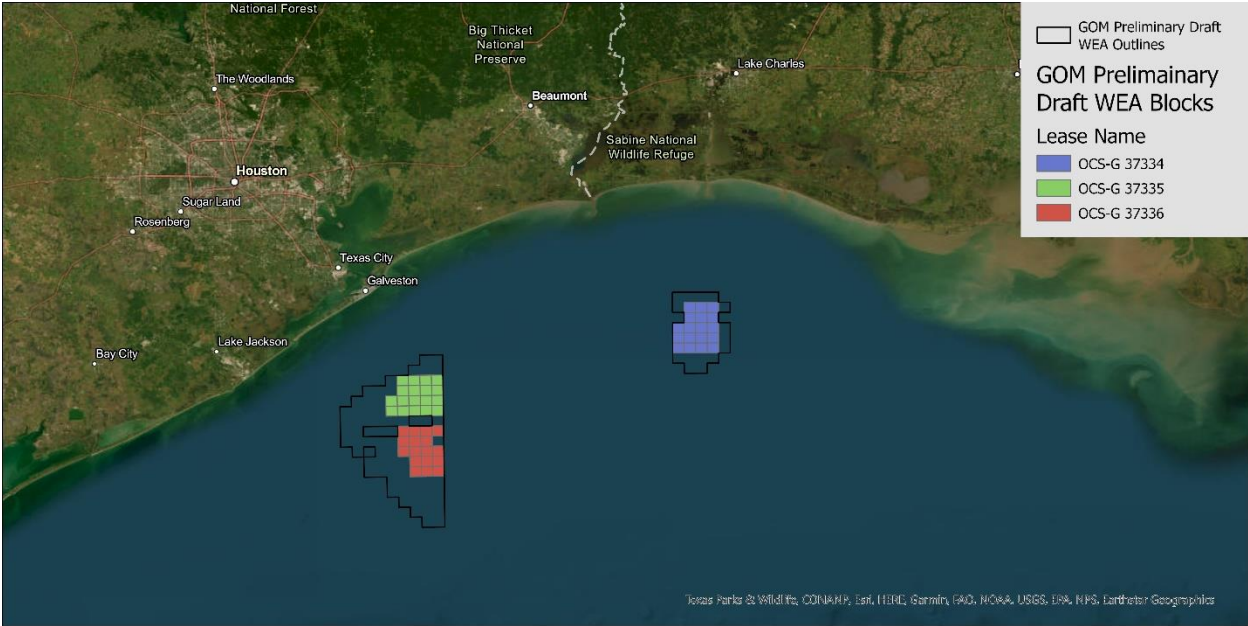 National Forest
Big Thicket
National
Preserve
The Woodlands
Lake Charles
Beaumont
Sabine National
Wildlife Refuge
Houston
Sugar Land
Rosenberg
Texas City
Galveston
Lake Jackson
Bay City
GOM Preliminary Draft
WEA Outlines
GOM Prelimainary
Draft WEA Blocks
Lease Name
OCS-G 37334
OCS-G 37335
OCS-G 37336
Texas Parks & Wildlife, CONANP, Esri, HERE, Garmin, FAO, NOAA, USGS, EPA, NPS, Earthstar Geographics